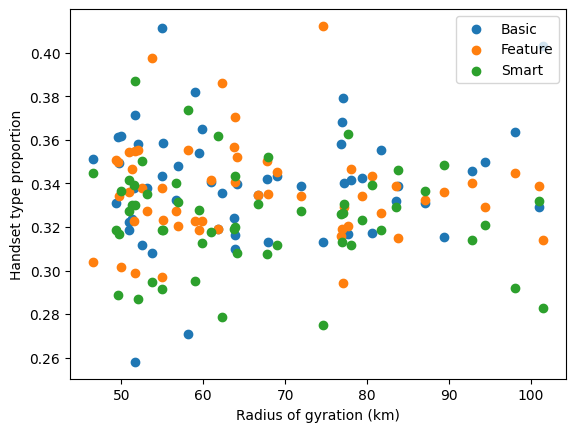 Basic
Feature
Smart
0.40
0.38
0.36
0.34
0.32
0.30
0.28
0.26
Handset type proportion
50 60 70 80 90 100
Radius of gyration (km)